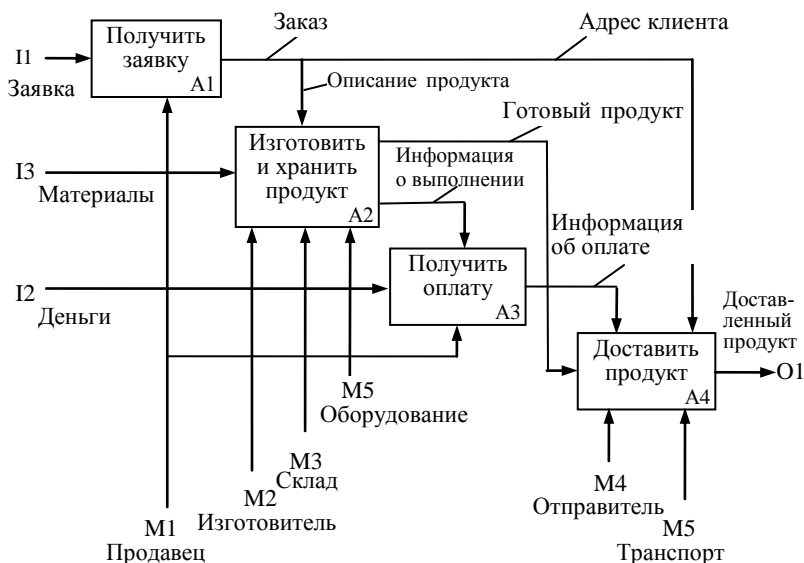 Получить
заявку
A1
I1
Заявка
Заказ
Адрес клиента
Описание продукта
Готовый продукт
Изготовить
и хранить
продукт
A2
I3
Материалы
Информация
о выполнении
Информация
об оплате
Получить
оплату
A3
I2
Деньги
Достав-
ленный
продукт
O1
Доставить
продукт
A4
M5
Оборудование
M3
Склад
M2
Изготовитель
M1
Продавец
M4
Отправитель
M5
Транспорт